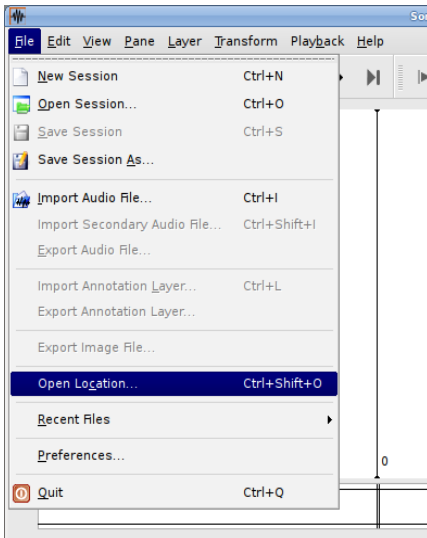 So
File Edit View Pane Layer Transform Playback Help
New Session Ctrl+N
Open Session... Ctrl+O
Save Session Ctrl+S
Save Session As...
Import Audio File... Ctrl+I
Import Secondary Audio File... Ctrl+Shift+I
Export Audio File...
Import Annotation Layer... Ctrl+L
Export Annotation Layer...
Export Image File...
Open Location... Ctrl+Shift+O
Recent Files
Preferences...
0
Quit Ctrl+Q